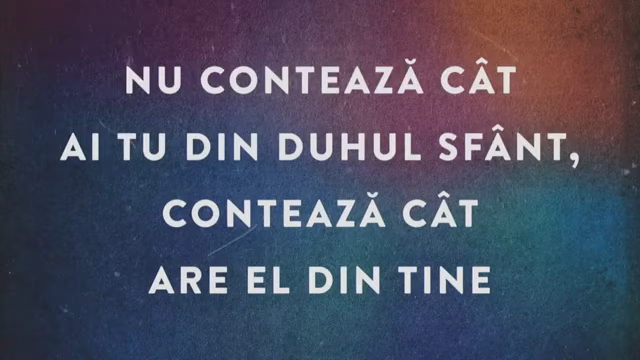 NU CONTEAZĂ CÂT
AI TU DIN DUHUL SFÂNT,
CONTEAZĂ CÂT
ARE EL DIN TINE